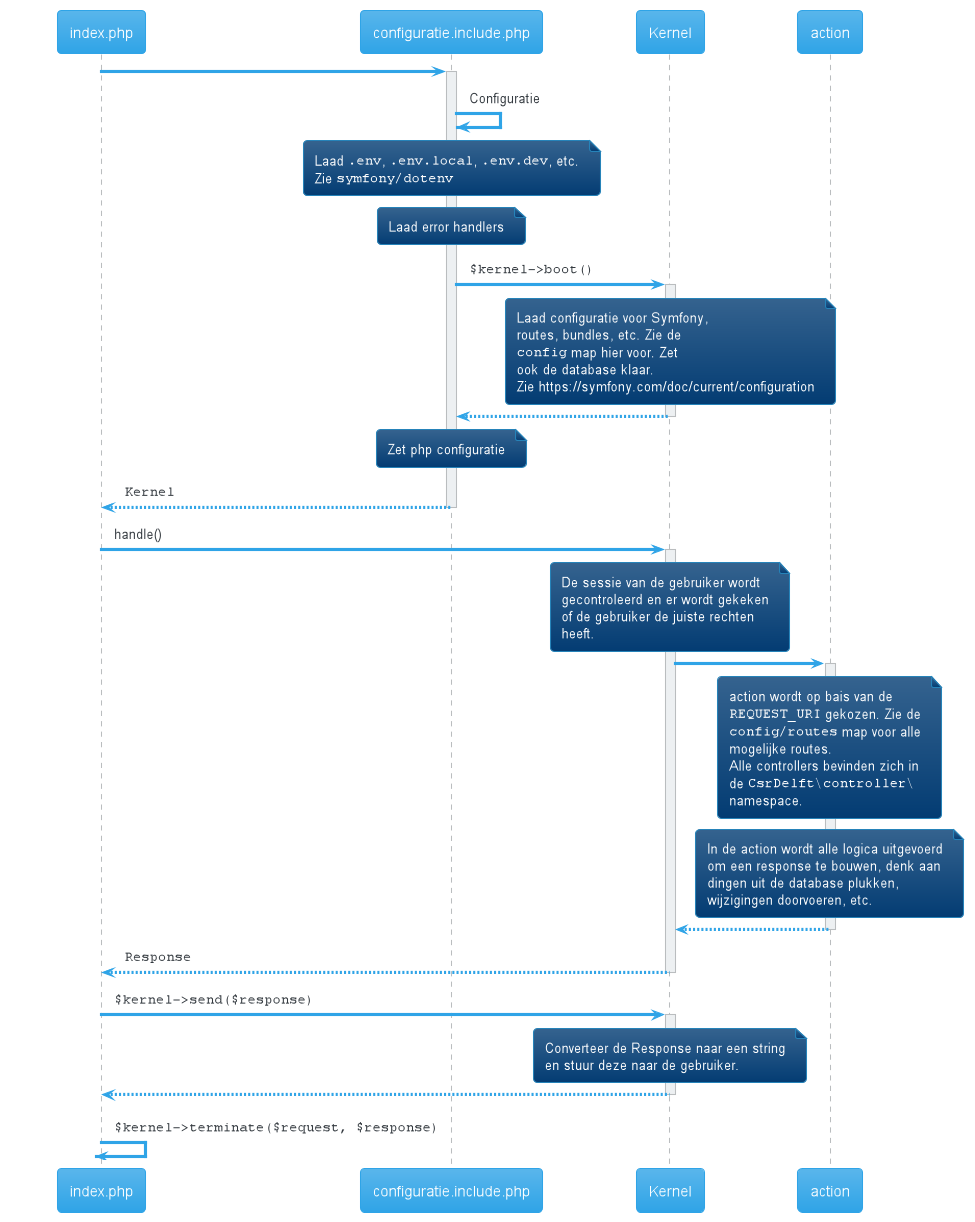 index.php
configuratie.include.php
Kernel
action
Configuratie
Laad .env, .env.local, .env.dev, etc.
Zie symfony/dotenv
Laad error handlers
$kernel->boot()
Laad configuratie voor Symfony,
routes, bundles, etc. Zie de
config map hier voor. Zet
ook de database klaar.
Zie https://symfony.com/doc/current/configuration
Zet php configuratie
Kernel
handle()
De sessie van de gebruiker wordt
gecontroleerd en er wordt gekeken
of de gebruiker de juiste rechten
heeft.
action wordt op bais van de
REQUEST_URI gekozen. Zie de
config/routes map voor alle
mogelijke routes.
Alle controllers bevinden zich in
de CsrDelft\controller\
namespace.
In de action wordt alle logica uitgevoerd
om een response te bouwen, denk aan
dingen uit de database plukken,
wijzigingen doorvoeren, etc.
Response
$kernel->send($response)
Converteer de Response naar een string
en stuur deze naar de gebruiker.
$kernel->terminate($request, $response)
index.php
configuratie.include.php
Kernel
action